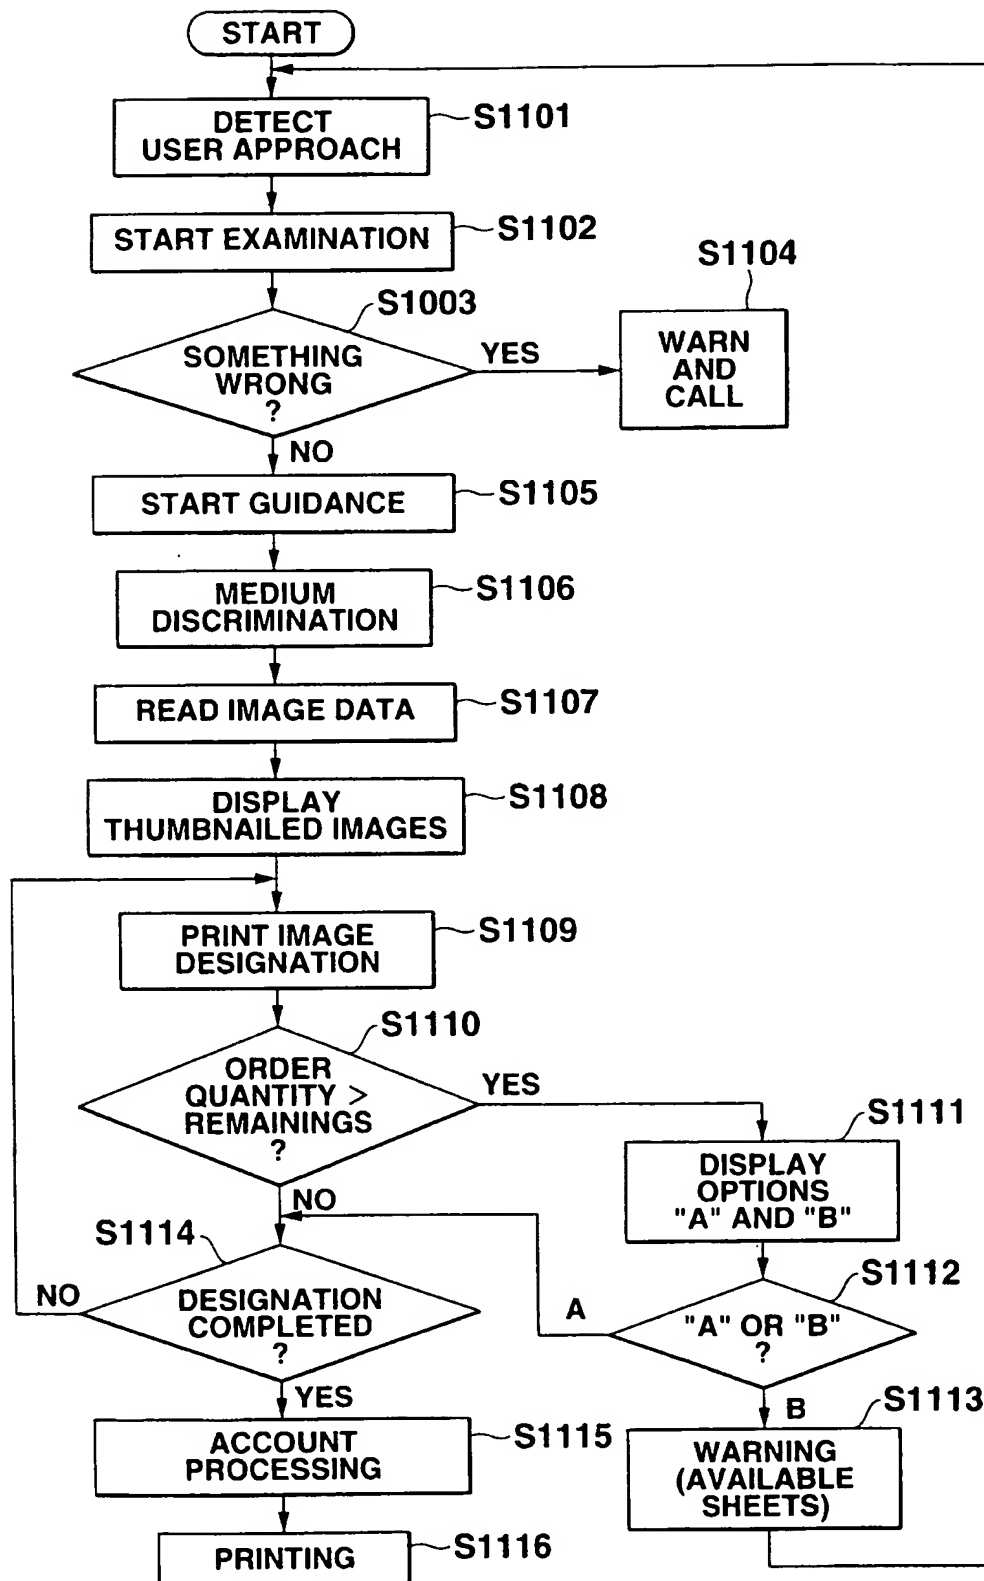 START
DETECT
USER APPROACH
S1101
START EXAMINATION
S1102
S1003
SOMETHING
WRONG
?
YES
S1104
WARN
AND
CALL
NO
START GUIDANCE
S1105
MEDIUM
DISCRIMINATION
S1106
READ IMAGE DATA
S1107
DISPLAY
THUMBNAILED IMAGES
S1108
PRINT IMAGE
DESIGNATION
S1109
S1110
ORDER
QUANTITY >
REMAININGS
?
YES
S1111
DISPLAY
OPTIONS
"A" AND "B"
NO
S1114
DESIGNATION
COMPLETED
?
NO
S1112
"A" OR "B"
?
A
B
YES
S1113
WARNING
(AVAILABLE
SHEETS)
ACCOUNT
PROCESSING
S1115
PRINTING
S1116